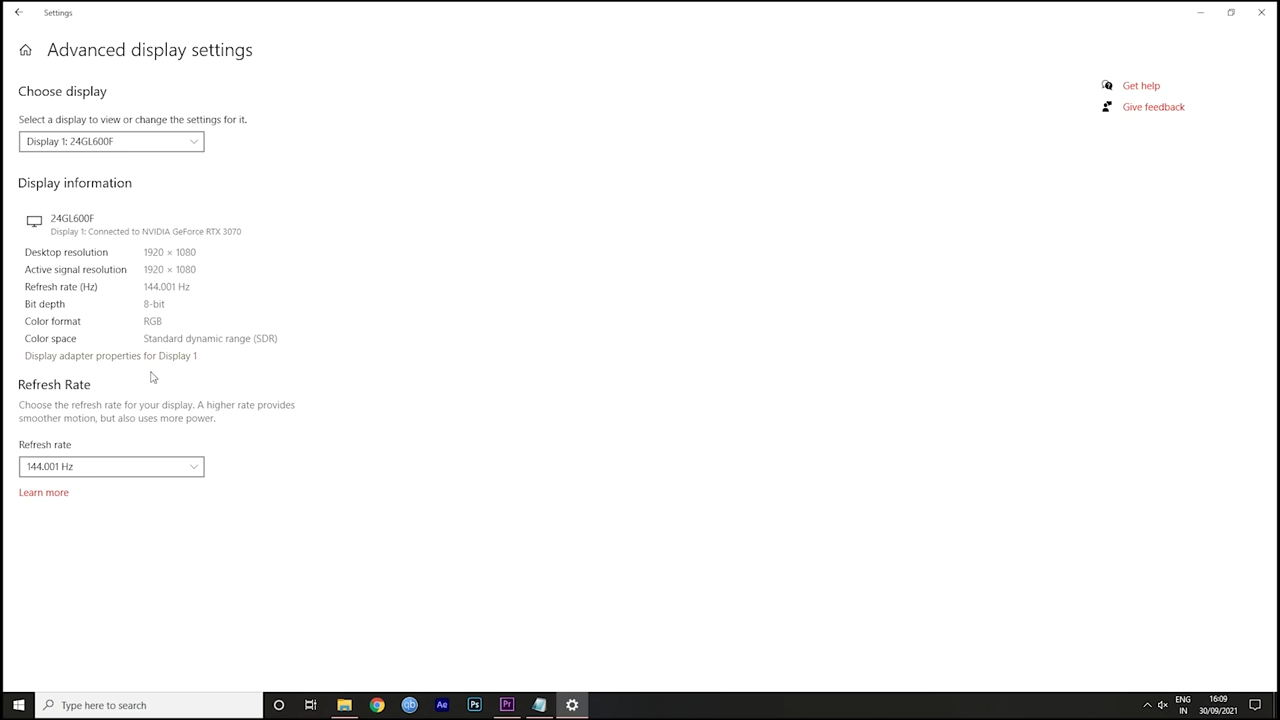 Settings
Advanced display settings
Choose display
Select a display to view or change the settings for it.
Display 1: 24GL600F
Get help
Give feedback
Display information
24GL600F
Display 1: Connected to NVIDIA GeForce RTX 3070
Desktop resolution 1920 × 1080
Active signal resolution 1920 × 1080
Refresh rate (Hz) 144.001 Hz
Bit depth 8-bit
Color format RGB
Color space Standard dynamic range (SDR)
Display adapter properties for Display 1
Refresh Rate
Choose the refresh rate for your display. A higher rate provides
smoother motion, but also uses more power.
Refresh rate
144.001 Hz
Learn more
Type here to search
qb
Ae
Ps
Pr
ENG
IN
16:09
30/09/2021